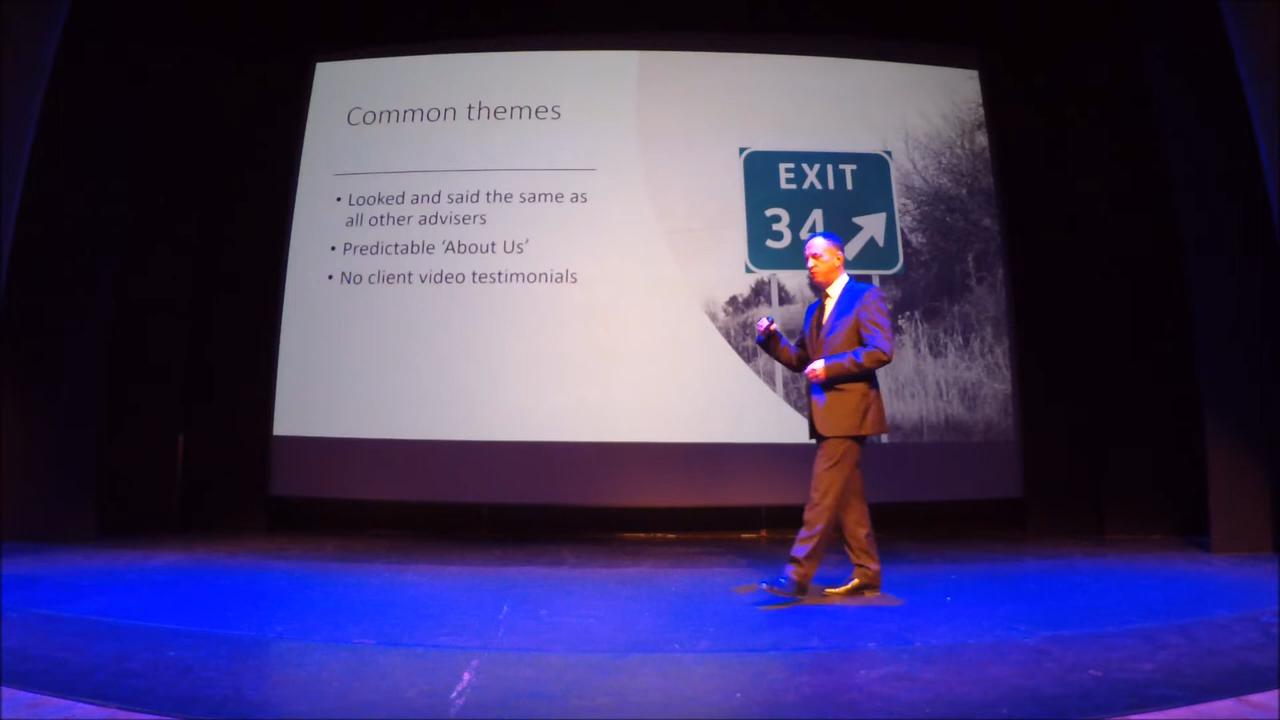 Common themes
• Looked and said the same as
all other advisers
• Predictable ‘About Us’
• No client video testimonials
EXIT
34